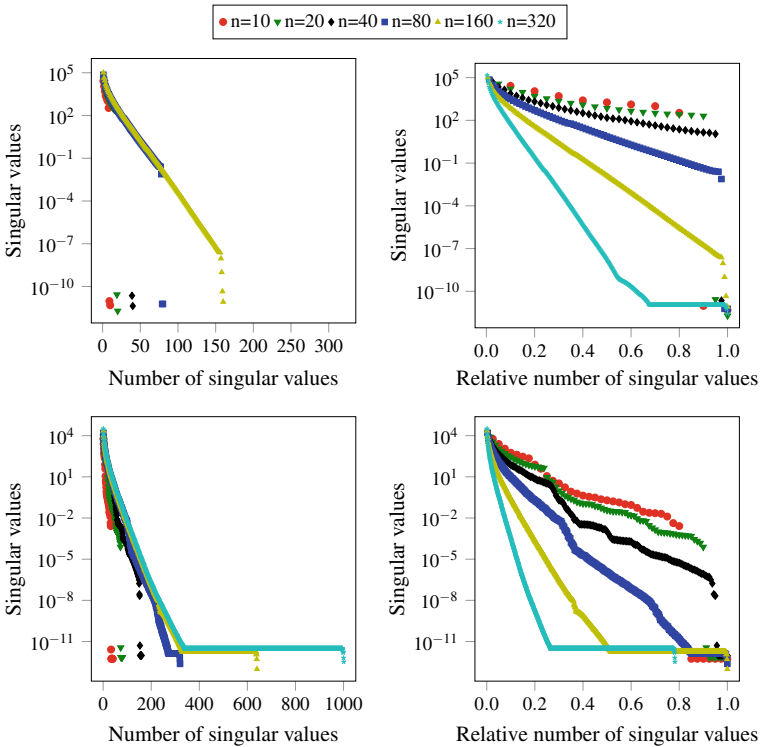 n=10 n=20 n=40 n=80 n=160 n=320
Singular values
10^5
10^2
10^−1
10^−4
10^−7
10^−10
0 50 100 150 200 250 300
Number of singular values
Singular values
10^5
10^2
10^−1
10^−4
10^−7
10^−10
0.0 0.2 0.4 0.6 0.8 1.0
Relative number of singular values
Singular values
10^4
10^1
10^−2
10^−5
10^−8
10^−11
0 200 400 600 800 1000
Number of singular values
Singular values
10^4
10^1
10^−2
10^−5
10^−8
10^−11
0.0 0.2 0.4 0.6 0.8 1.0
Relative number of singular values